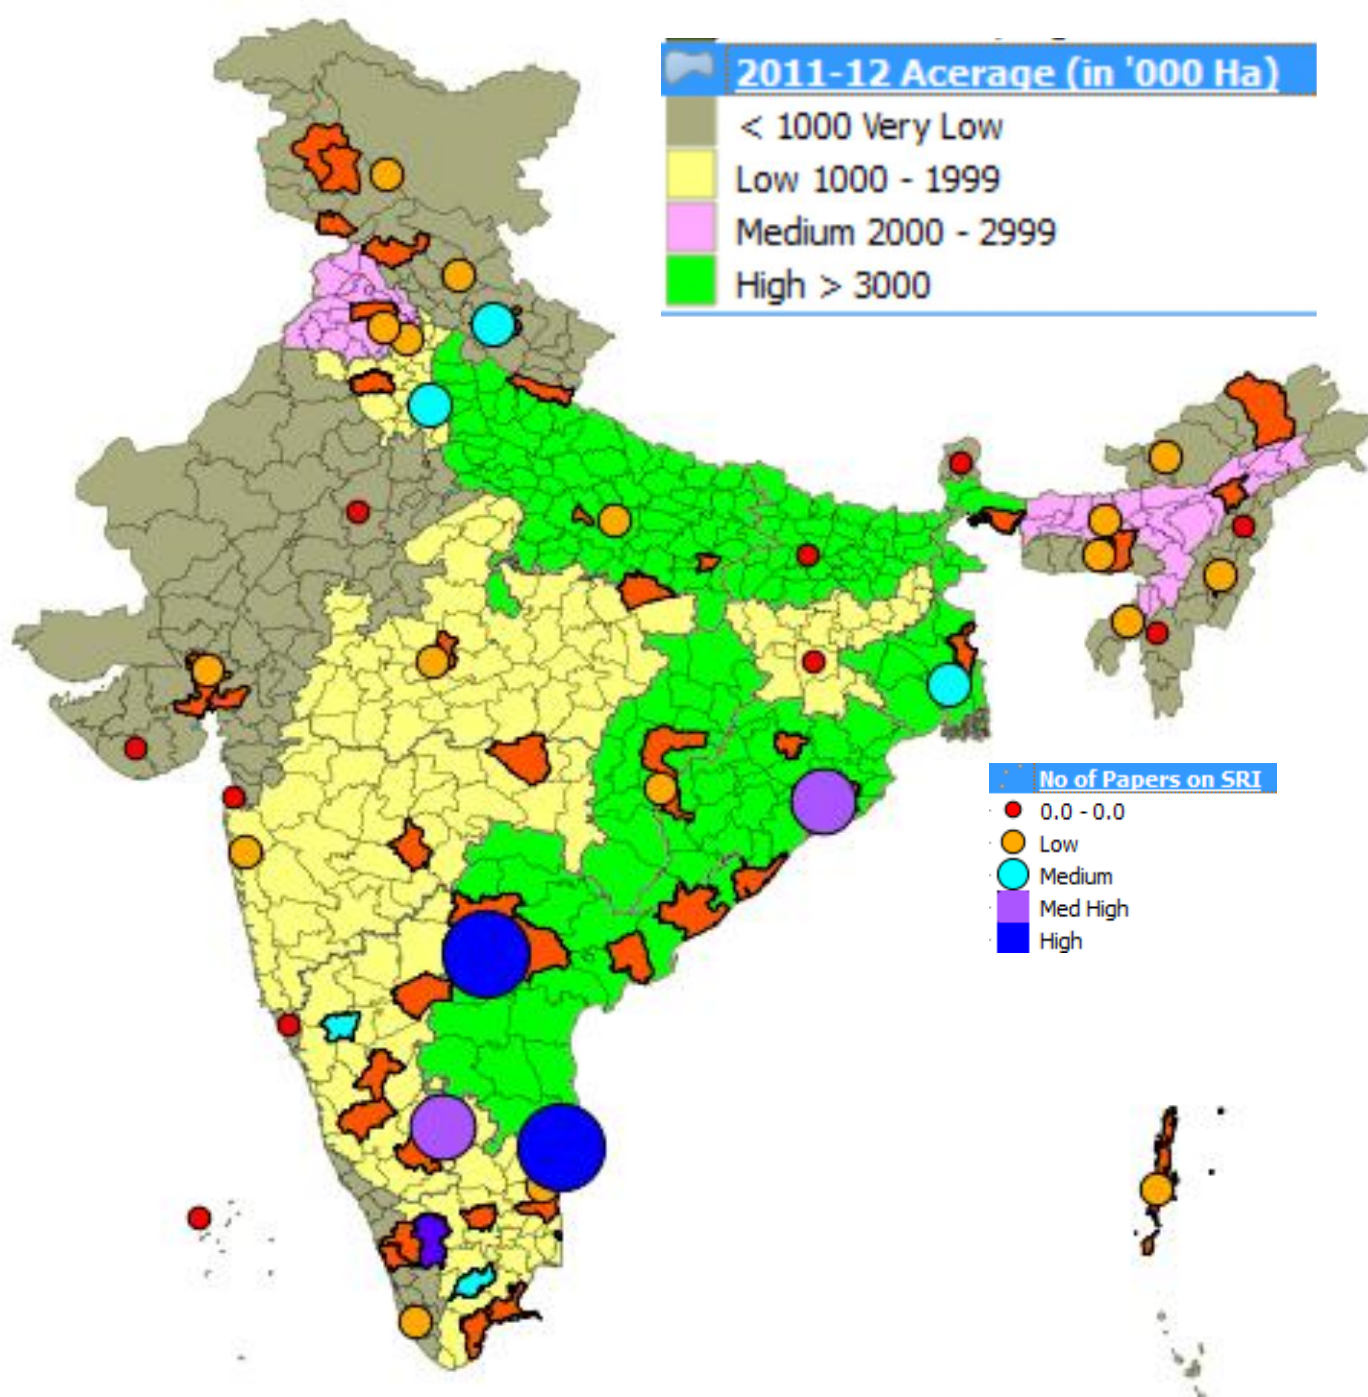 2011-12 Acerage (in '000 Ha)
< 1000 Very Low
Low 1000 - 1999
Medium 2000 - 2999
High > 3000
No of Papers on SRI
0.0 - 0.0
Low
Medium
Med High
High